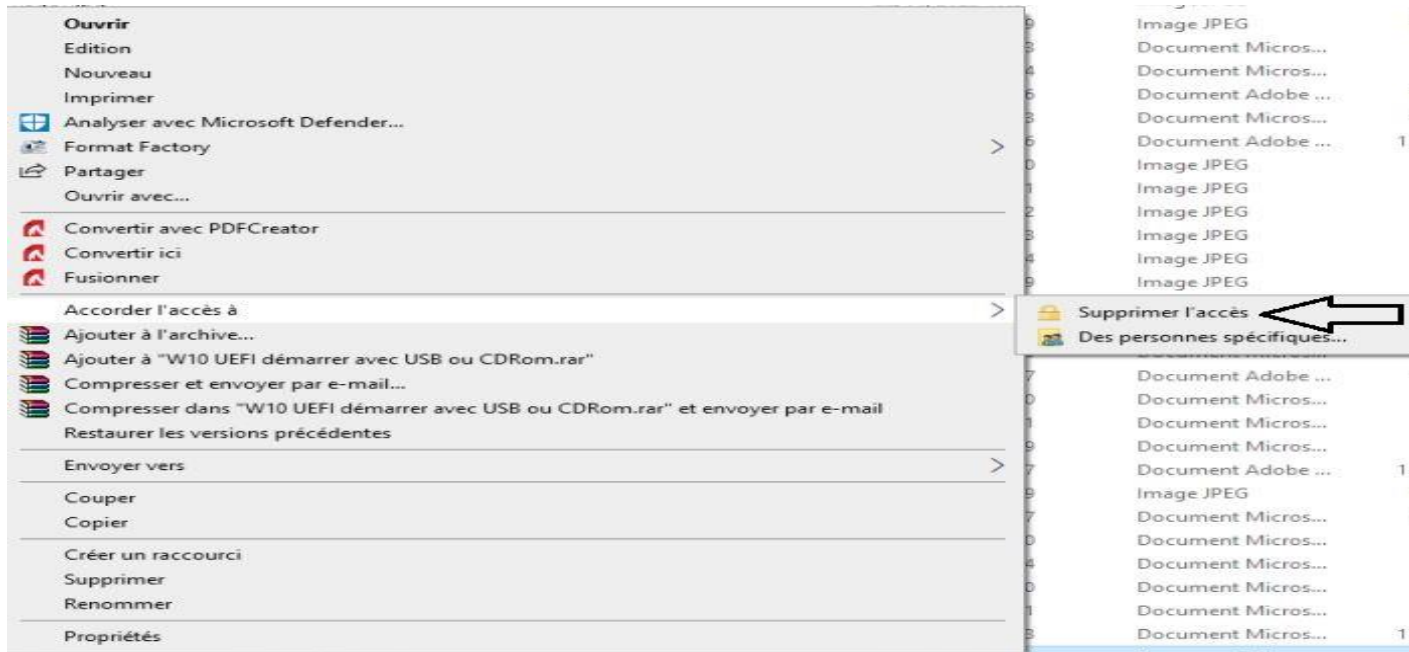 Ouvrir
Edition
Nouveau
Imprimer
Analyser avec Microsoft Defender...
Format Factory
Partager
Ouvrir avec...
Convertir avec PDFCreator
Convertir ici
Fusionner
Accorder l'accès à
Ajouter à l'archive...
Ajouter à "W10 UEFI démarrer avec USB ou CDRom.rar"
Compresser et envoyer par e-mail...
Compresser dans "W10 UEFI démarrer avec USB ou CDRom.rar" et envoyer par e-mail
Restaurer les versions précédentes
Envoyer vers
Couper
Copier
Créer un raccourci
Supprimer
Renommer
Propriétés
Supprimer l'accès
Des personnes spécifiques...
Image JPEG
Document Micros...
Document Micros...
Document Adobe ...
Document Micros...
Document Adobe ... 1
Image JPEG
Image JPEG
Image JPEG
Image JPEG
Image JPEG
Image JPEG
Document Adobe ...
Document Micros...
Document Micros...
Document Micros...
Document Adobe ... 1
Image JPEG
Document Micros...
Document Micros...
Document Micros...
Document Micros...
Document Micros...
Document Micros... 1